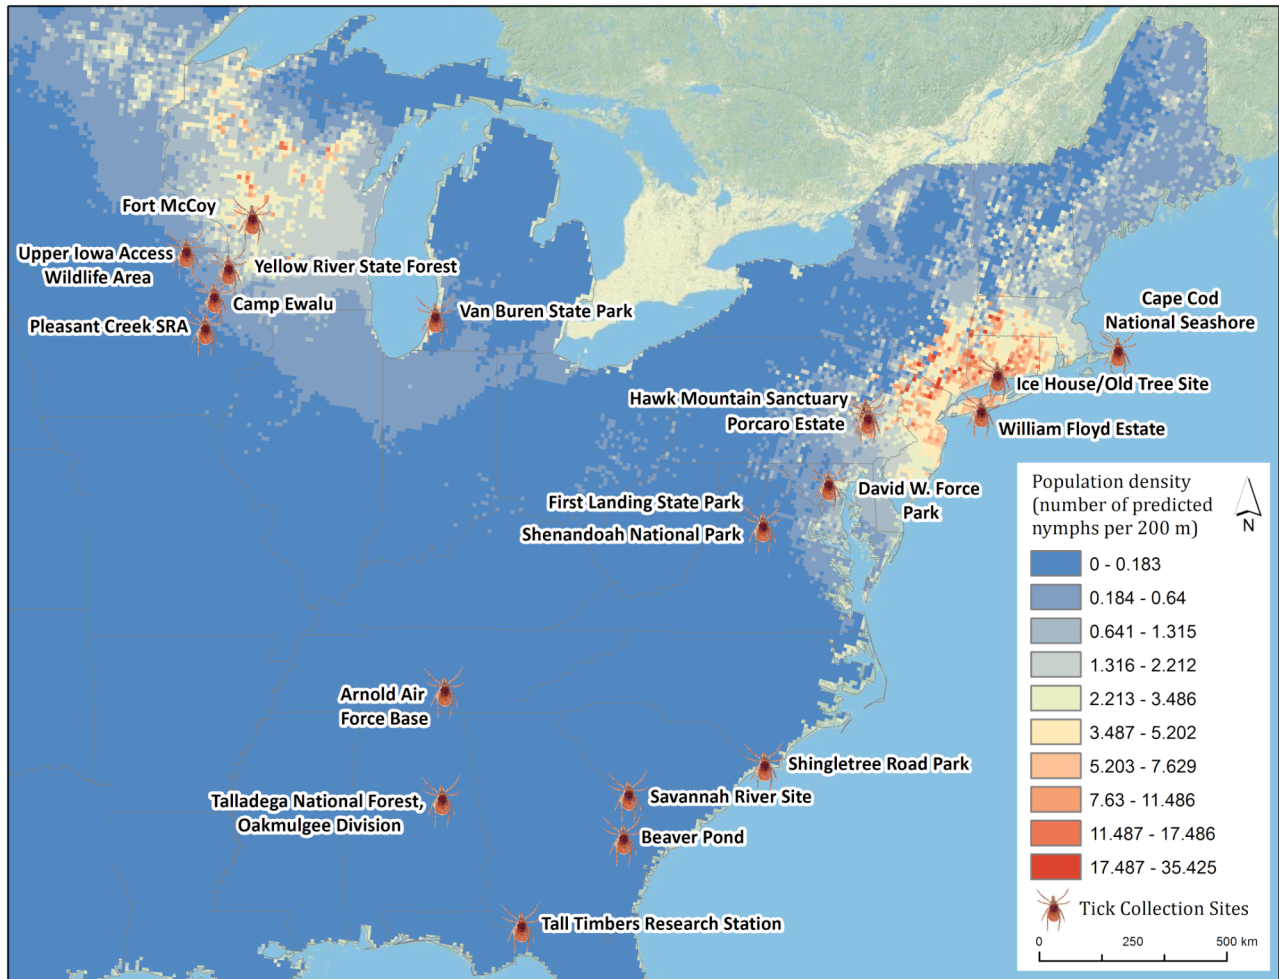 Fort McCoy
Upper Iowa Access
Wildlife Area
Yellow River State Forest
Camp Ewalu
Pleasant Creek SRA
Van Buren State Park
Cape Cod
National Seashore
Ice House/Old Tree Site
Hawk Mountain Sanctuary
Porcaro Estate
William Floyd Estate
David W. Force
Park
First Landing State Park
Shenandoah National Park
Arnold Air
Force Base
Shingletree Road Park
Talladega National Forest,
Oakmulgee Division
Savannah River Site
Beaver Pond
Tall Timbers Research Station
Population density
(number of predicted
nymphs per 200 m)
N
0 - 0.183
0.184 - 0.64
0.641 - 1.315
1.316 - 2.212
2.213 - 3.486
3.487 - 5.202
5.203 - 7.629
7.63 - 11.486
11.487 - 17.486
17.487 - 35.425
Tick Collection Sites
0 250 500 km